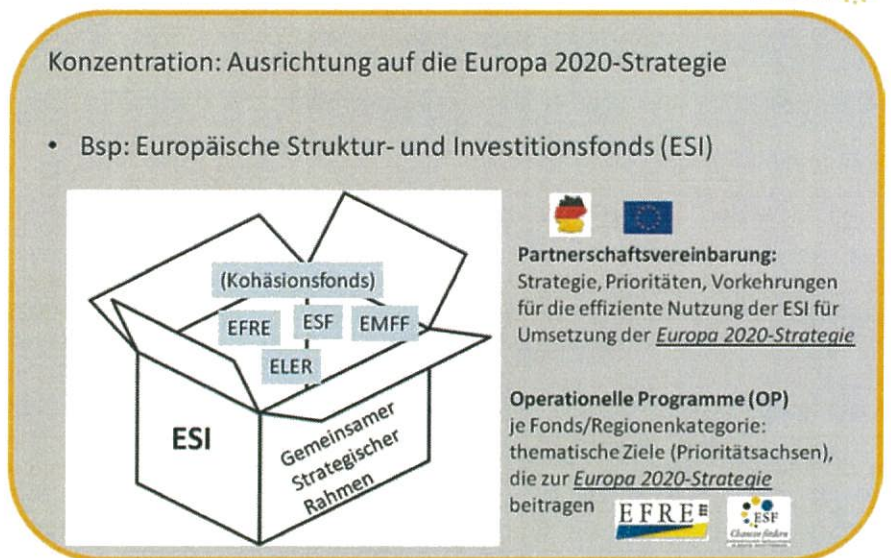 Konzentration: Ausrichtung auf die Europa 2020-Strategie
• Bsp: Europäische Struktur- und Investitionsfonds (ESI)
(Kohäsionsfonds)
EFRE
ESF
EMFF
ELER
ESI
Gemeinsamer
Strategischer
Rahmen
Partnerschaftsvereinbarung:
Strategie, Prioritäten, Vorkehrungen
für die effiziente Nutzung der ESI für
Umsetzung der Europa 2020-Strategie
Operationelle Programme (OP)
je Fonds/Regionenkategorie:
thematische Ziele (Prioritätsachsen),
die zur Europa 2020-Strategie
beitragen
EFRE
ESF
Chancen fördern